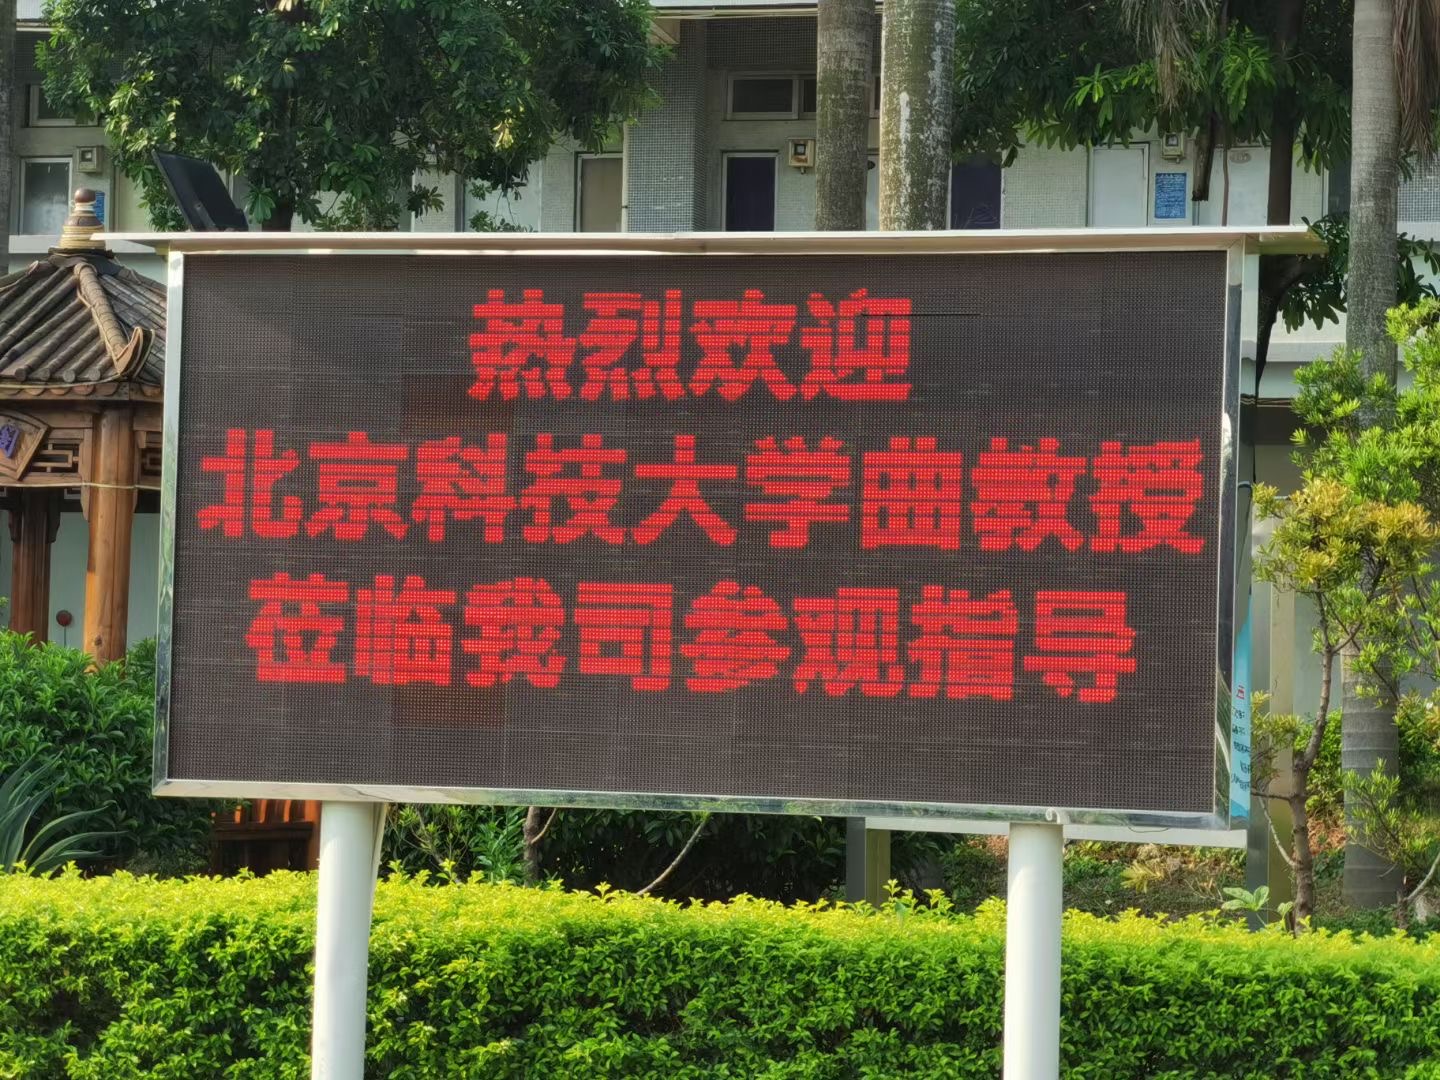 热烈欢迎
北京科技大学曲教授
莅临我司参观指导